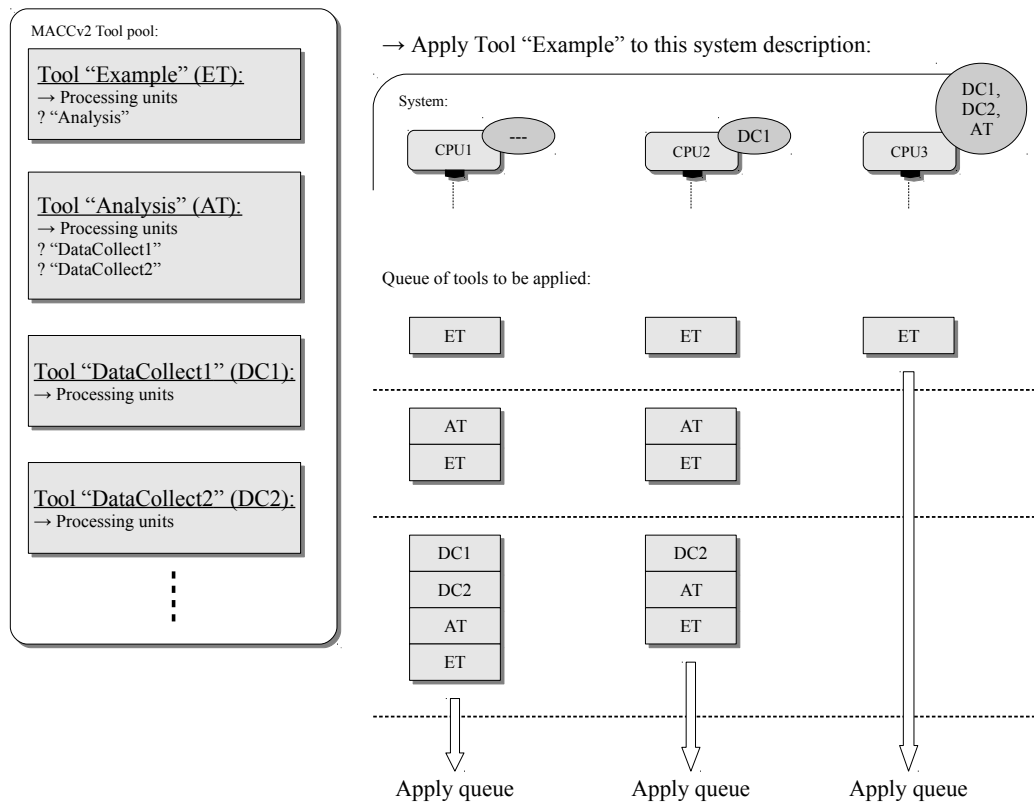 MACCv2 Tool pool:
Tool “Example” (ET):
→ Processing units
? “Analysis”
Tool “Analysis” (AT):
→ Processing units
? “DataCollect1”
? “DataCollect2”
Tool “DataCollect1” (DC1):
→ Processing units
Tool “DataCollect2” (DC2):
→ Processing units
→ Apply Tool “Example” to this system description:
System:
CPU1
---
CPU2
DC1
CPU3
DC1,
DC2,
AT
Queue of tools to be applied:
ET
ET
ET
AT
ET
AT
ET
DC1
DC2
AT
ET
DC2
AT
ET
Apply queue
Apply queue
Apply queue